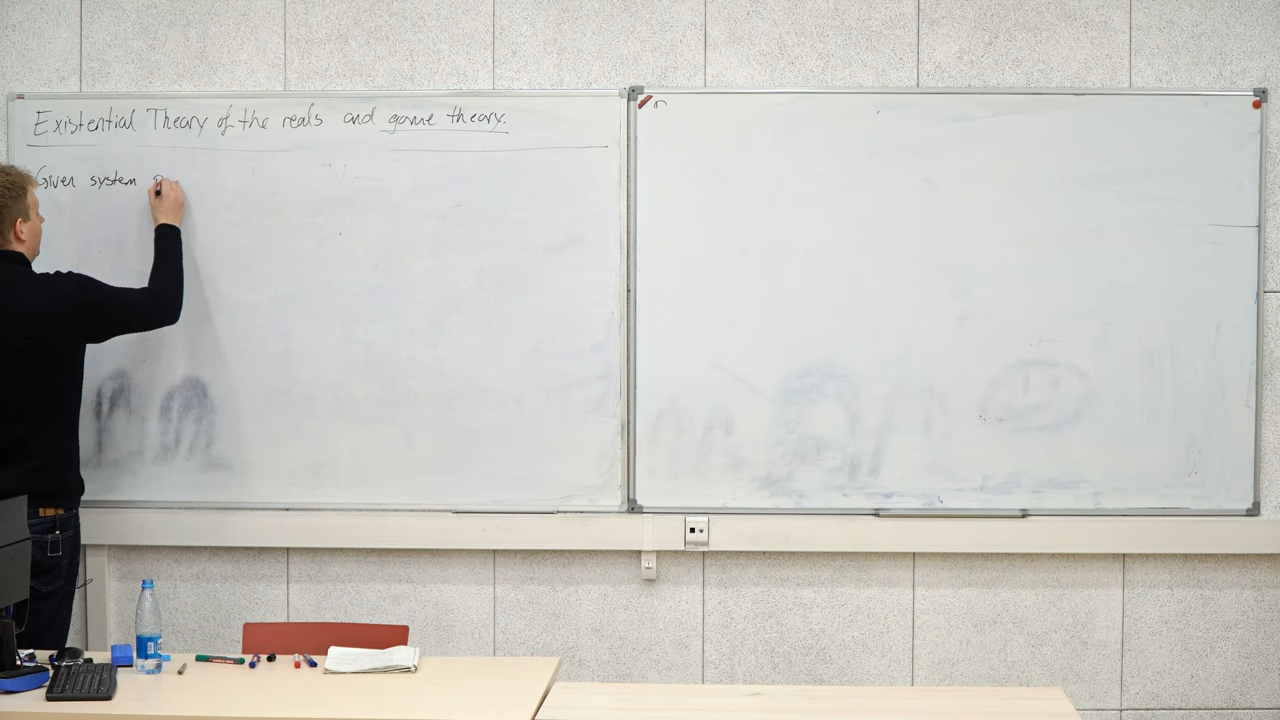 Existential Theory of the reals and game theory.
Given system
n